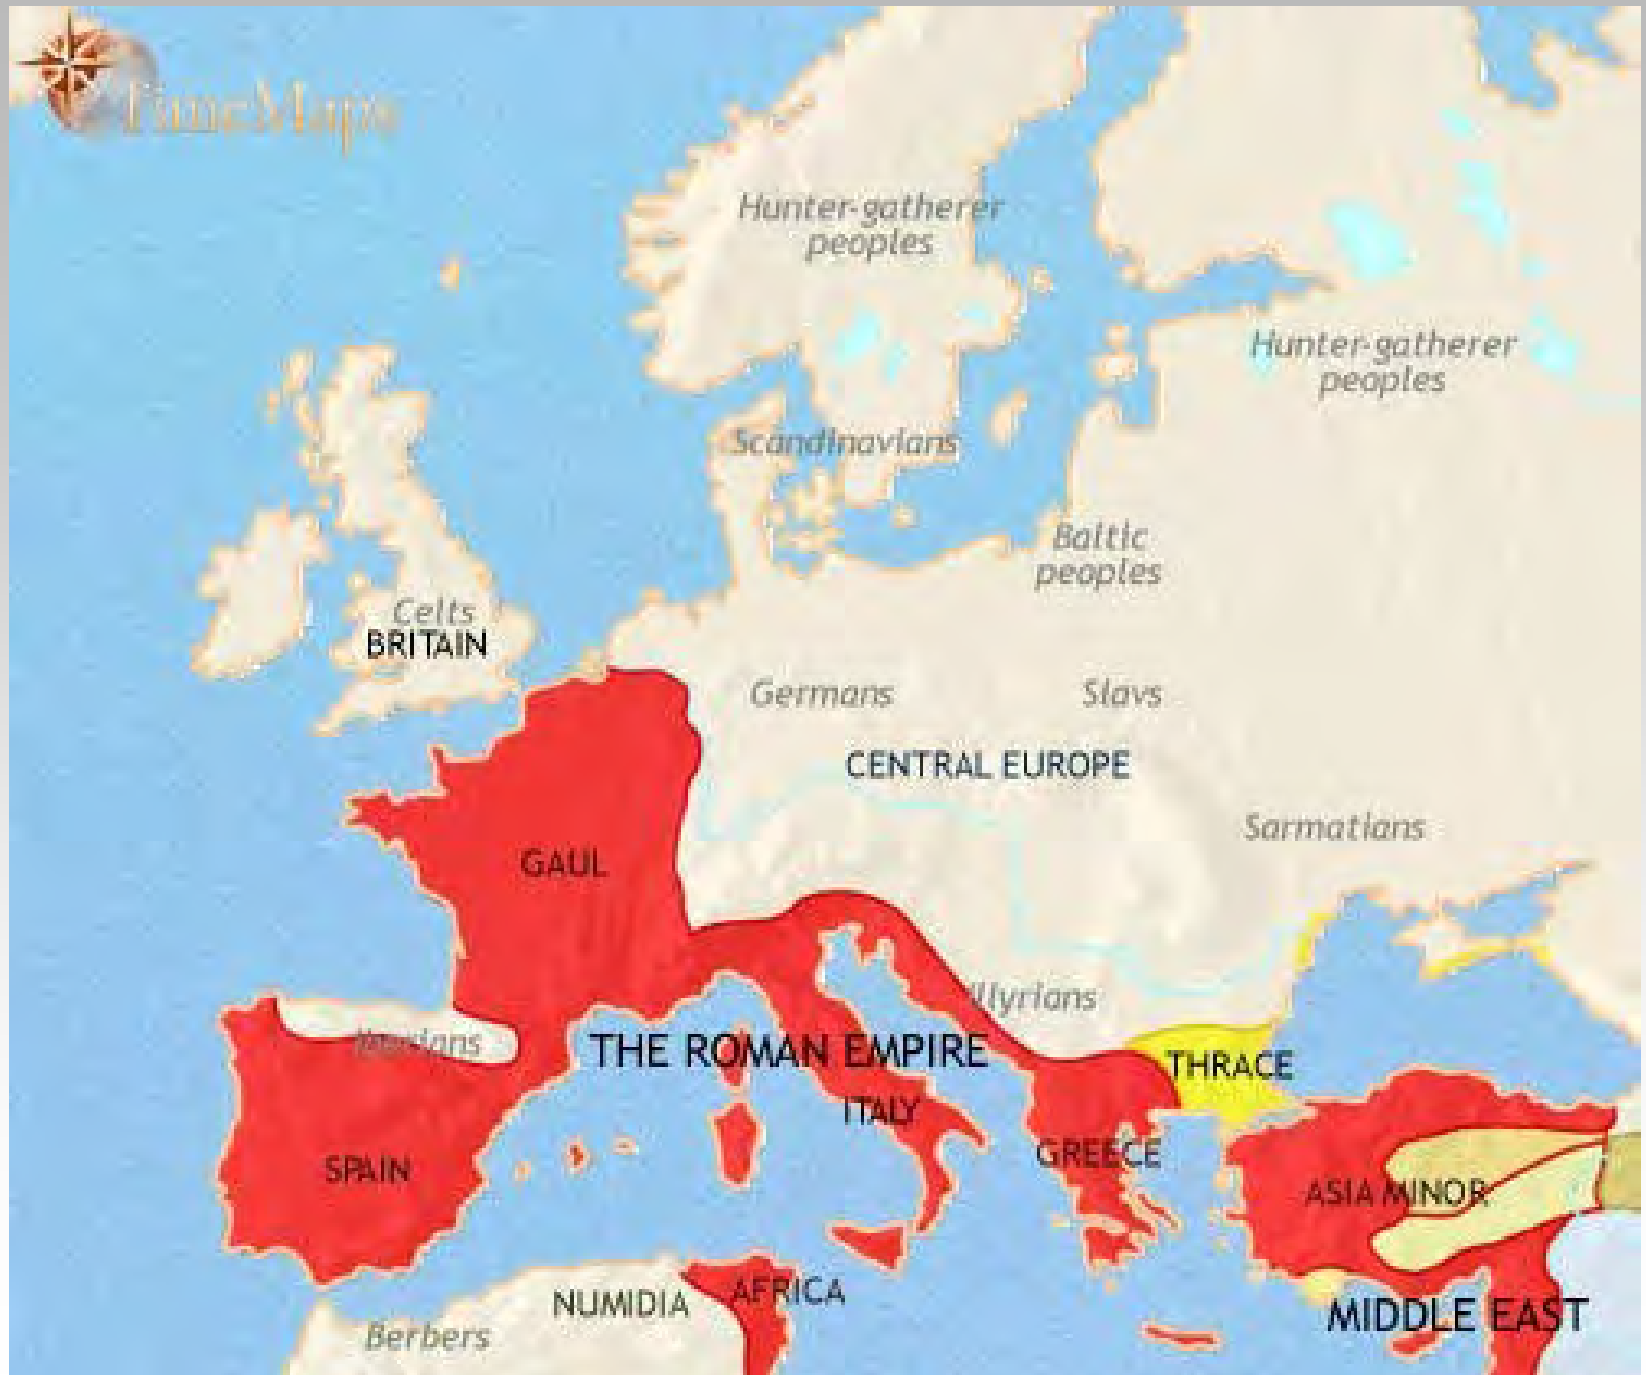 TimeMaps
Hunter-gatherer
peoples
Hunter-gatherer
peoples
Scandinavians
Baltic
peoples
Celts
BRITAIN
Germans
Slavs
CENTRAL EUROPE
Sarmatians
GAUL
Illyrians
THE ROMAN EMPIRE
THRACE
ITALY
GREECE
SPAIN
ASIA MINOR
AFRICA
NUMIDIA
MIDDLE EAST
Berbers